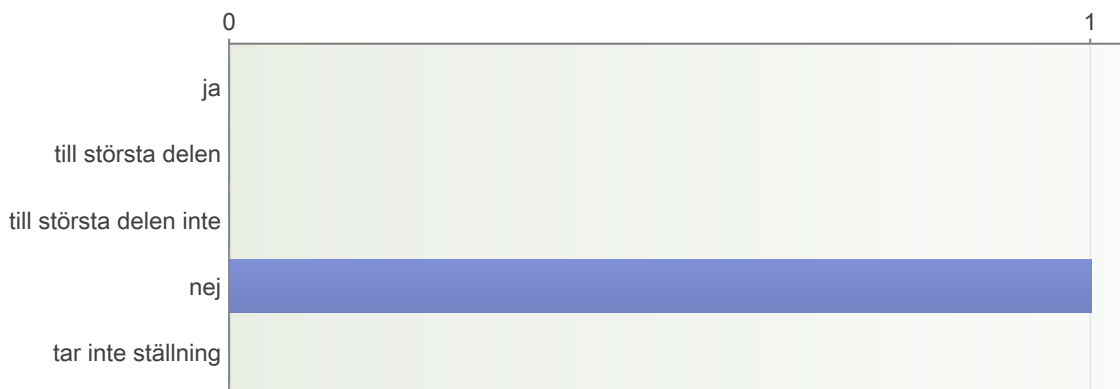 0 1
ja
till största delen
till största delen inte
nej
tar inte ställning